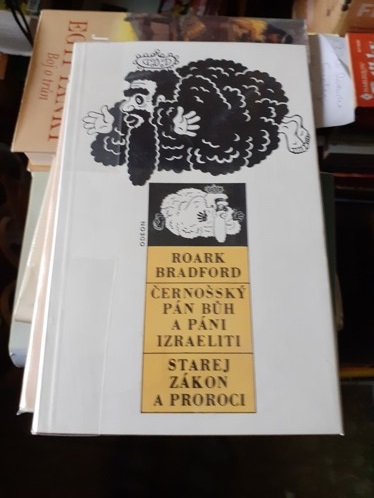 Boj o trůn
ODEON
ROARK
BRADFORD
ČERNOŠSKÝ
PÁN BŮH
A PÁNI
IZRAELITI
STAREJ
ZÁKON
A PROROCI